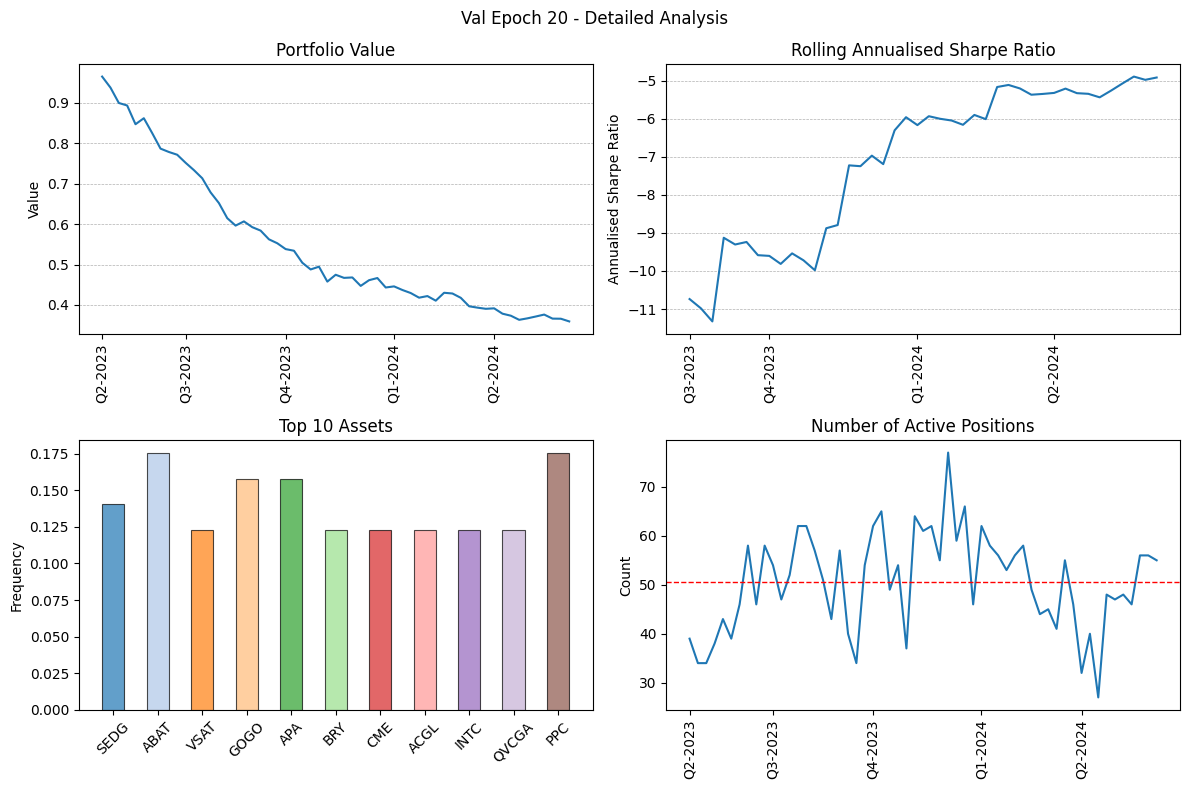 Val Epoch 20 - Detailed Analysis
Portfolio Value
Value
0.9
0.8
0.7
0.6
0.5
0.4
Q2-2023
Q3-2023
Q4-2023
Q1-2024
Q2-2024
Rolling Annualised Sharpe Ratio
Annualised Sharpe Ratio
−5
−6
−7
−8
−9
−10
−11
Q3-2023
Q4-2023
Q1-2024
Q2-2024
Top 10 Assets
Frequency
0.175
0.150
0.125
0.100
0.075
0.050
0.025
0.000
SEDG
ABAT
VSAT
GOGO
APA
BRY
CME
ACGL
INTC
QVCGA
PPC
Number of Active Positions
Count
70
60
50
40
30
Q2-2023
Q3-2023
Q4-2023
Q1-2024
Q2-2024